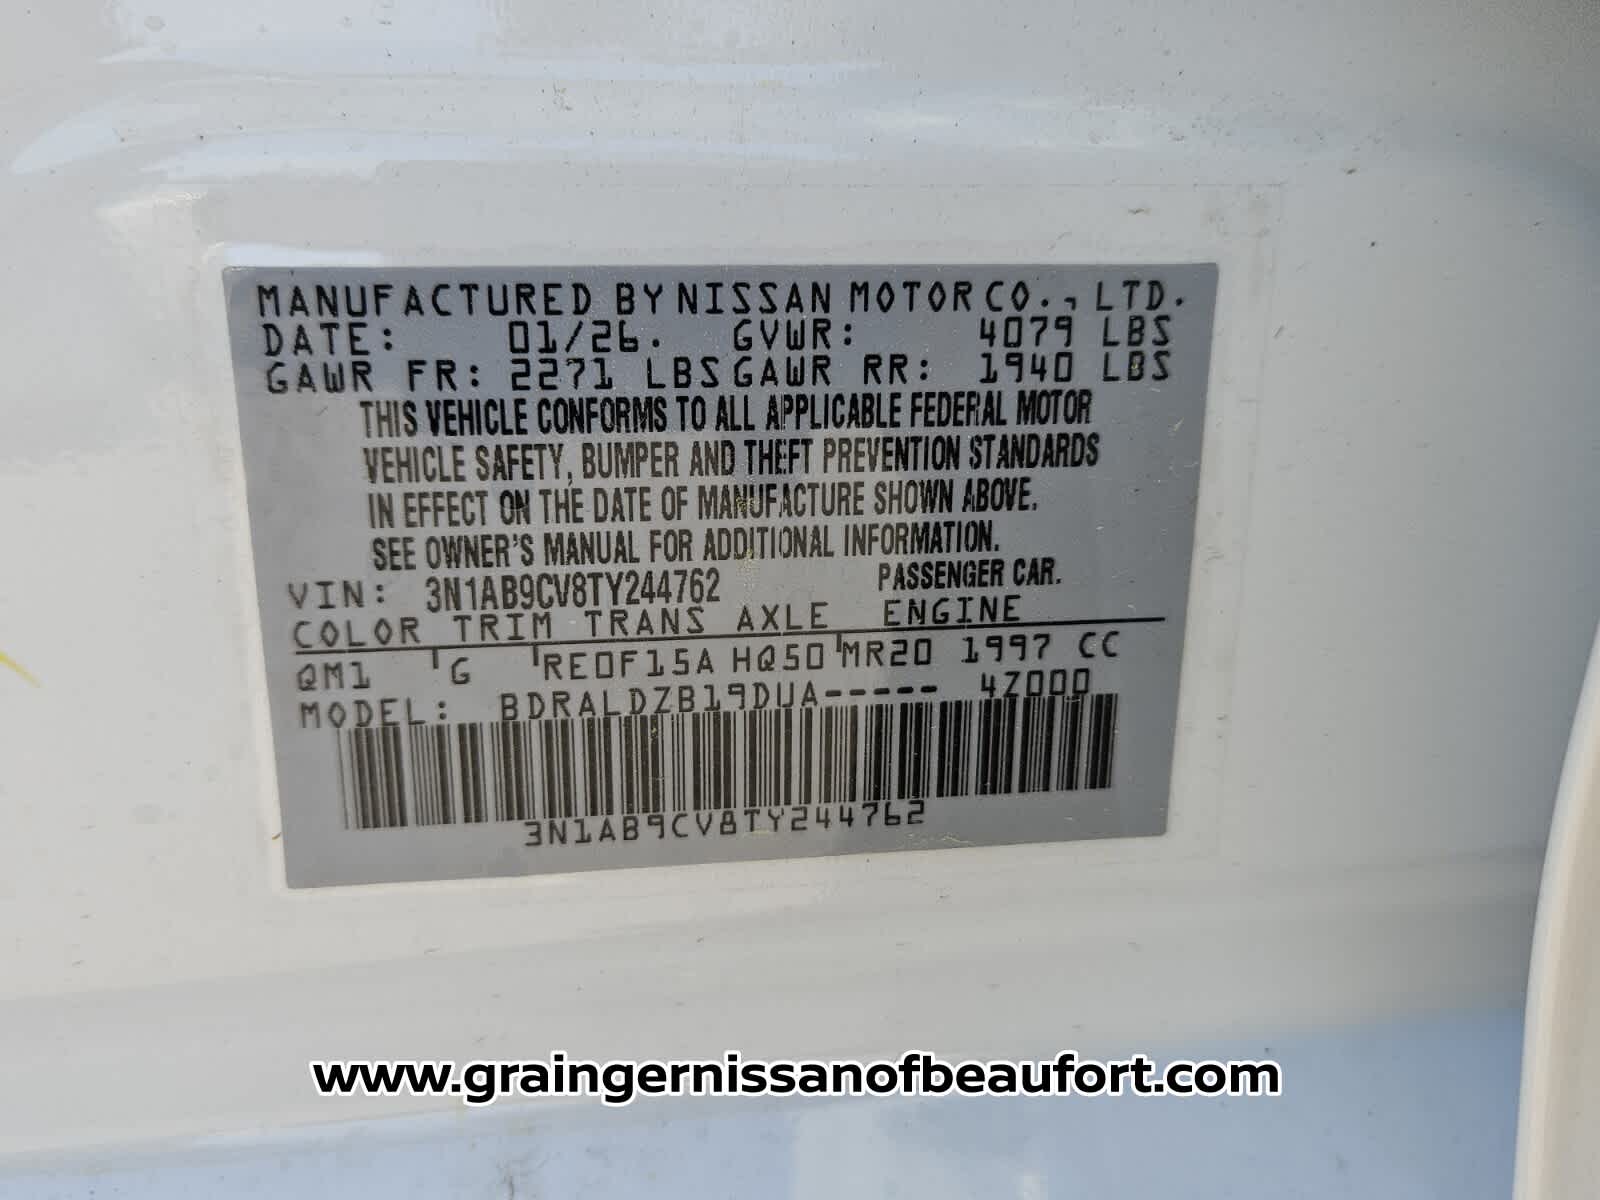 MANUFACTURED BY NISSAN MOTOR CO., LTD.
DATE: 01/26. GVWR: 4079 LBS
GAWR FR: 2271 LBS GAWR RR: 1940 LBS
THIS VEHICLE CONFORMS TO ALL APPLICABLE FEDERAL MOTOR
VEHICLE SAFETY, BUMPER AND THEFT PREVENTION STANDARDS
IN EFFECT ON THE DATE OF MANUFACTURE SHOWN ABOVE.
SEE OWNER'S MANUAL FOR ADDITIONAL INFORMATION.
VIN: 3N1AB9CV8TY244762 PASSENGER CAR.
COLOR TRIM TRANS AXLE ENGINE
QM1 G RE0F15A HQ50 MR20 1997 CC
MODEL: BDRALDZB19DUA----- 4Z000
3N1AB9CV8TY244762
www.graingernissanofbeaufort.com